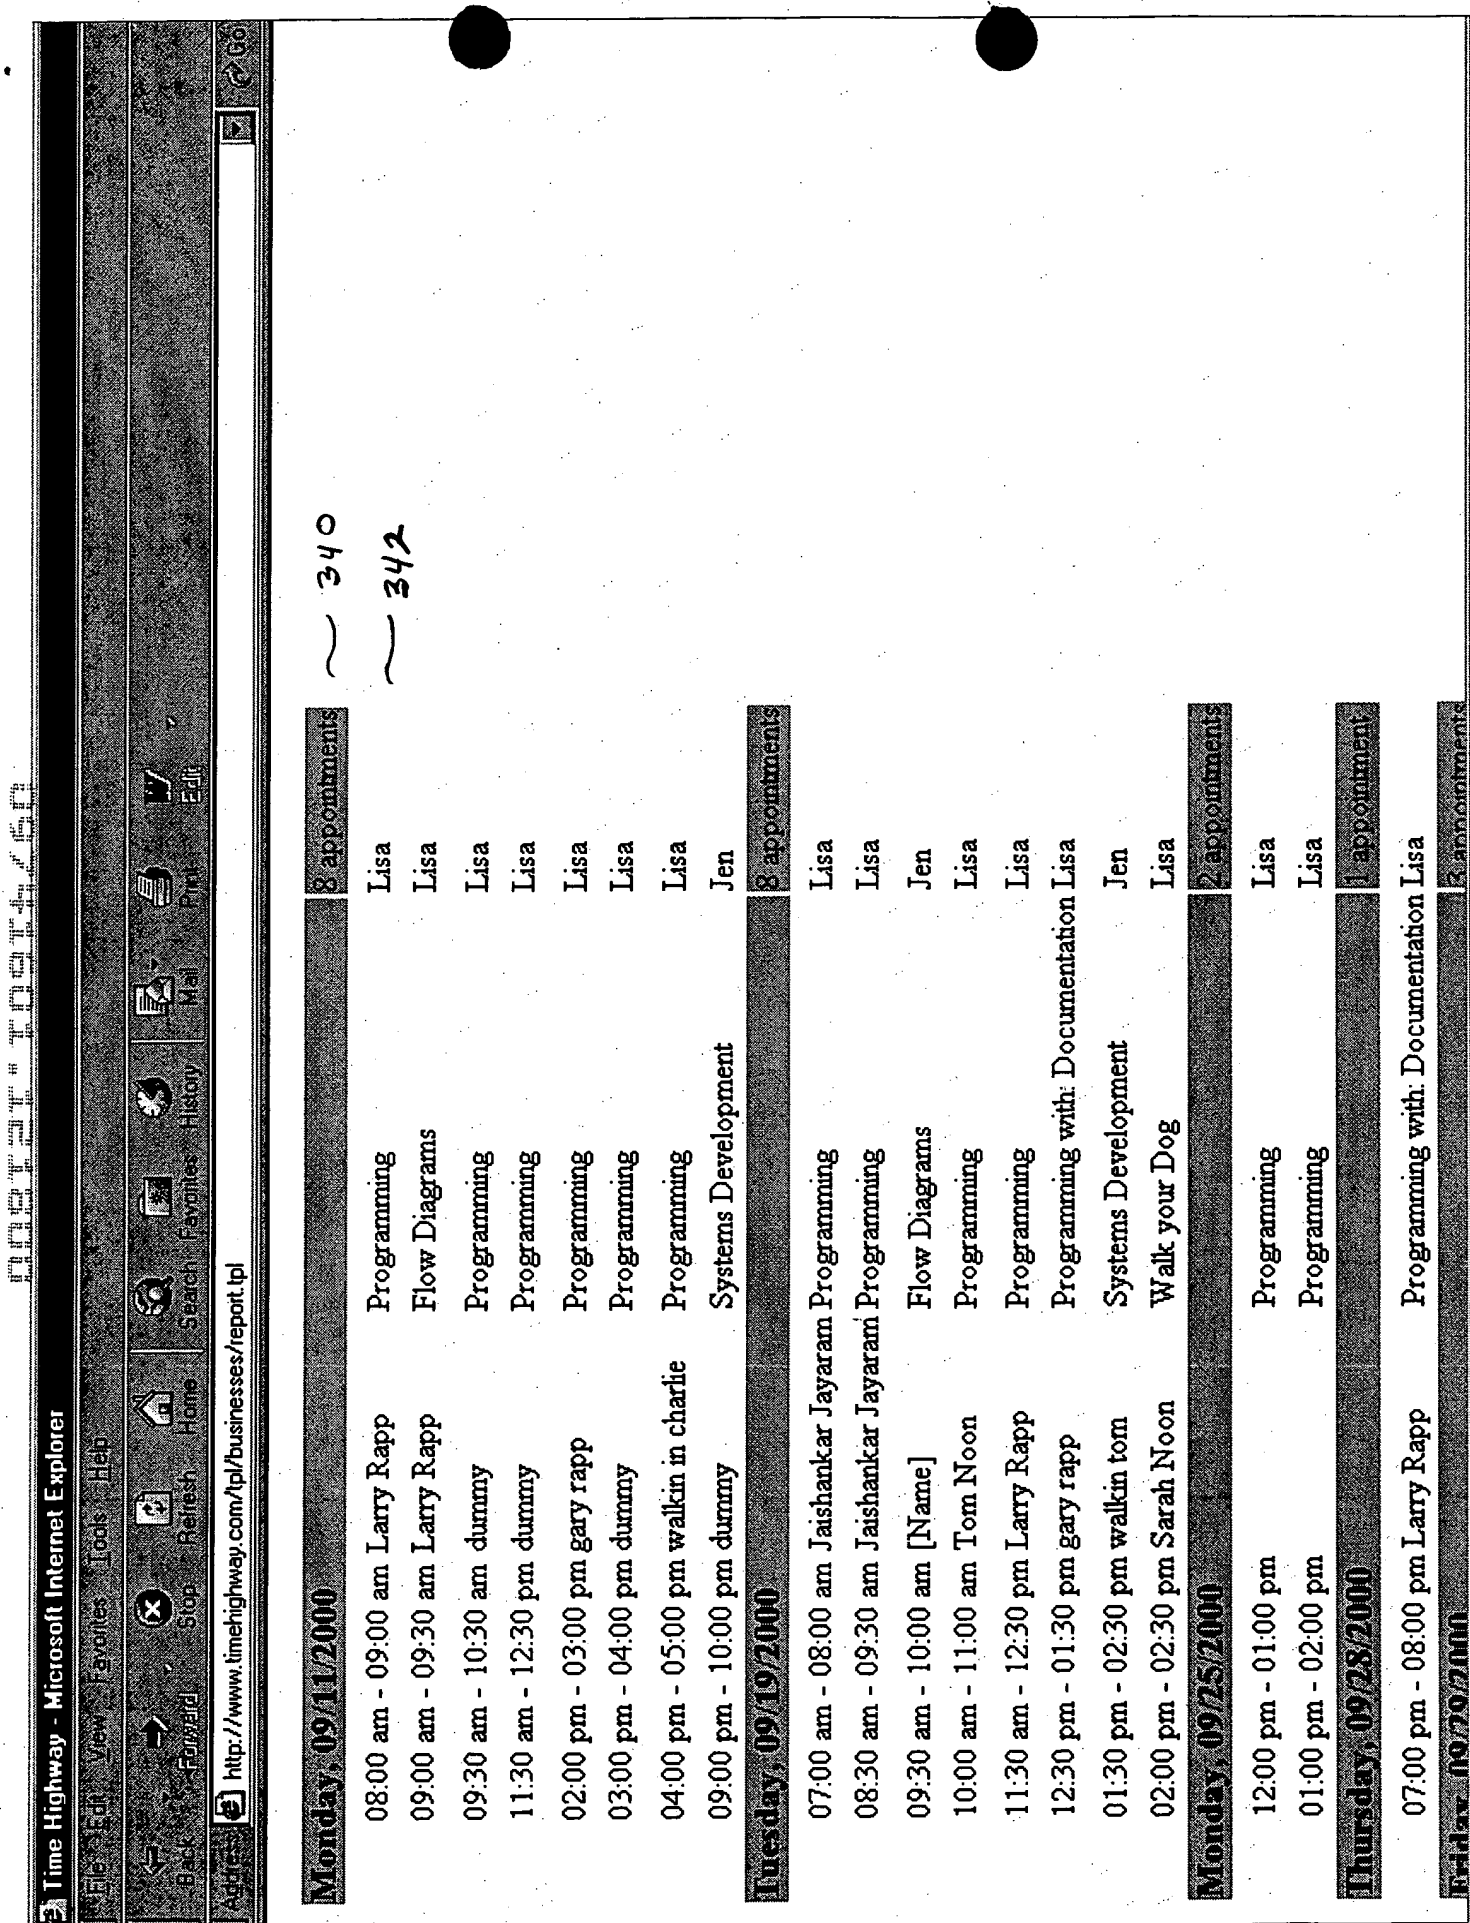 Time Highway - Microsoft Internet Explorer
File Edit View Favorites Tools Help
Back Forward Stop Refresh Home Search Favorites History Mail Print Edit
Address http://www.timehighway.com/tpl/businesses/report.tpl Go
Monday, 09/11/2000 8 appointments 340
08:00 am - 09:00 am Larry Rapp Programming Lisa 342
09:00 am - 09:30 am Larry Rapp Flow Diagrams Lisa
09:30 am - 10:30 am dummy Programming Lisa
11:30 am - 12:30 pm dummy Programming Lisa
02:00 pm - 03:00 pm gary rapp Programming Lisa
03:00 pm - 04:00 pm dummy Programming Lisa
04:00 pm - 05:00 pm walkin in charlie Programming Lisa
09:00 pm - 10:00 pm dummy Systems Development Jen
Tuesday, 09/19/2000 8 appointments
07:00 am - 08:00 am Jaishankar Jayaram Programming Lisa
08:30 am - 09:30 am Jaishankar Jayaram Programming Lisa
09:30 am - 10:00 am [Name] Flow Diagrams Jen
10:00 am - 11:00 am Tom Noon Programming Lisa
11:30 am - 12:30 pm Larry Rapp Programming Lisa
12:30 pm - 01:30 pm gary rapp Programming with: Documentation Lisa
01:30 pm - 02:30 pm walkin tom Systems Development Jen
02:00 pm - 02:30 pm Sarah Noon Walk your Dog Lisa
Monday, 09/25/2000 2 appointments
12:00 pm - 01:00 pm Programming Lisa
01:00 pm - 02:00 pm Programming Lisa
Thursday, 09/28/2000 1 appointment
07:00 pm - 08:00 pm Larry Rapp Programming with: Documentation Lisa
Friday, 09/29/2000 3 appointments